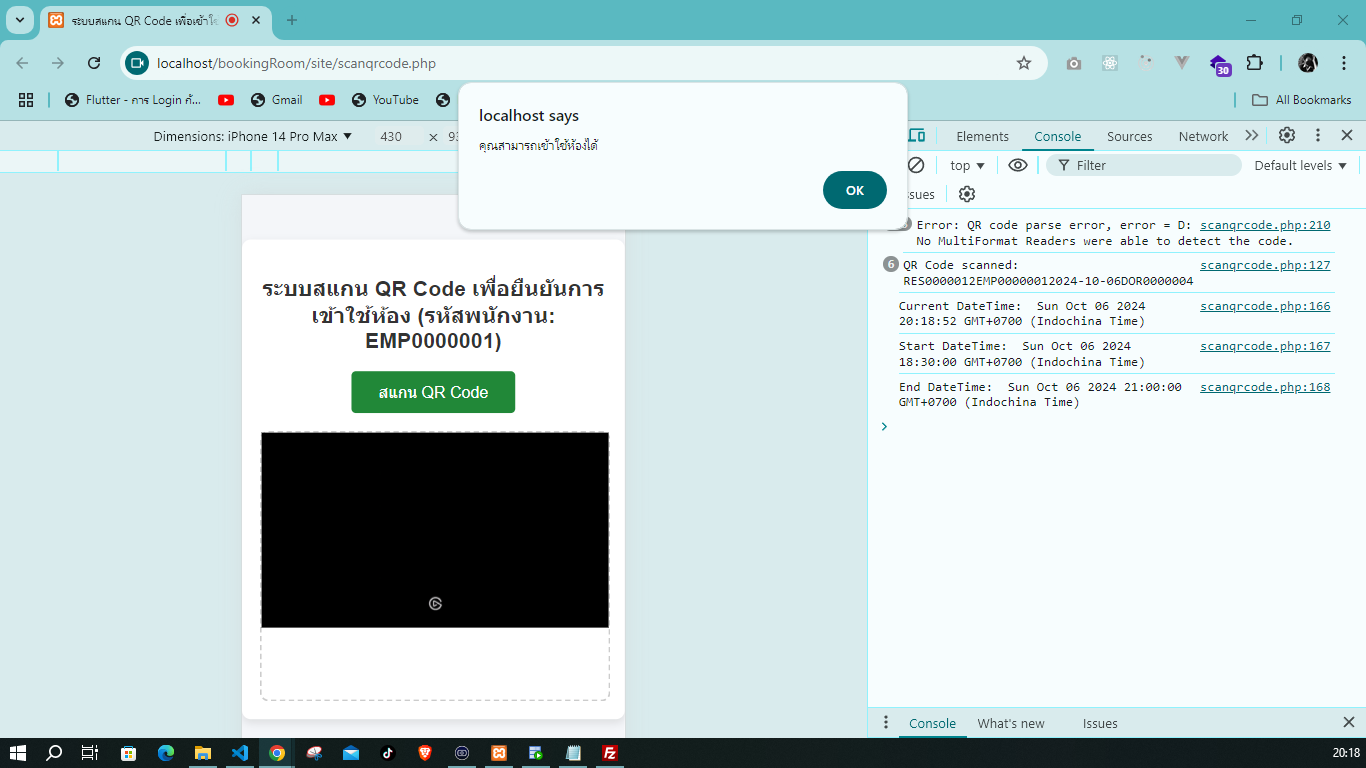 ระบบสแกน QR Code เพื่อเข้าใช้
localhost/bookingRoom/site/scanqrcode.php
30
Flutter - การ Login ก้...
Gmail
YouTube
All Bookmarks
localhost says
คุณสามารถเข้าใช้ห้องได้
OK
Dimensions: iPhone 14 Pro Max
430
×
Elements
Console
Sources
Network
top
Filter
Default levels
ssues
Error: QR code parse error, error = D: scanqrcode.php:210
No MultiFormat Readers were able to detect the code.
6 QR Code scanned: scanqrcode.php:127
RES0000012EMP00000012024-10-06DOR0000004
Current DateTime: Sun Oct 06 2024 scanqrcode.php:166
20:18:52 GMT+0700 (Indochina Time)
Start DateTime: Sun Oct 06 2024 scanqrcode.php:167
18:30:00 GMT+0700 (Indochina Time)
End DateTime: Sun Oct 06 2024 21:00:00 scanqrcode.php:168
GMT+0700 (Indochina Time)
ระบบสแกน QR Code เพื่อยืนยันการ
เข้าใช้ห้อง (รหัสพนักงาน:
EMP0000001)
สแกน QR Code
Console
What's new
Issues
20:18